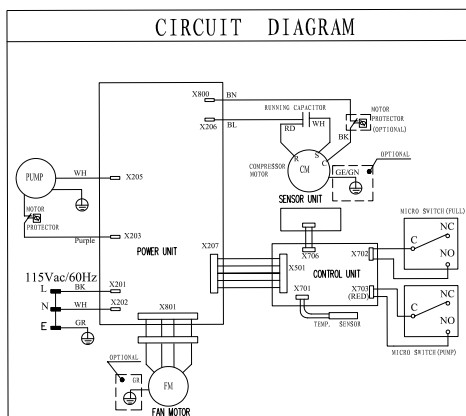 CIRCUIT DIAGRAM
X800
BN
RUNNING CAPACITOR
MOTOR
PROTECTOR
(OPTIONAL)
X206
BL
RD
WH
BK
R
S
C
CM
COMPRESSOR
MOTOR
GE/GN
OPTIONAL
SENSOR UNIT
PUMP
WH
X205
MOTOR
PROTECTOR
Purple
X203
POWER UNIT
X207
X501
X706
CONTROL UNIT
X702
X701
X703
(RED)
TEMP. SENSOR
MICRO SWITCH(FULL)
C
NC
NO
C
NC
NO
MICRO SWITCH(PUMP)
115Vac/60Hz
L
BK
X201
N
WH
X202
E
GR
X801
OPTIONAL
GR
FM
FAN MOTOR